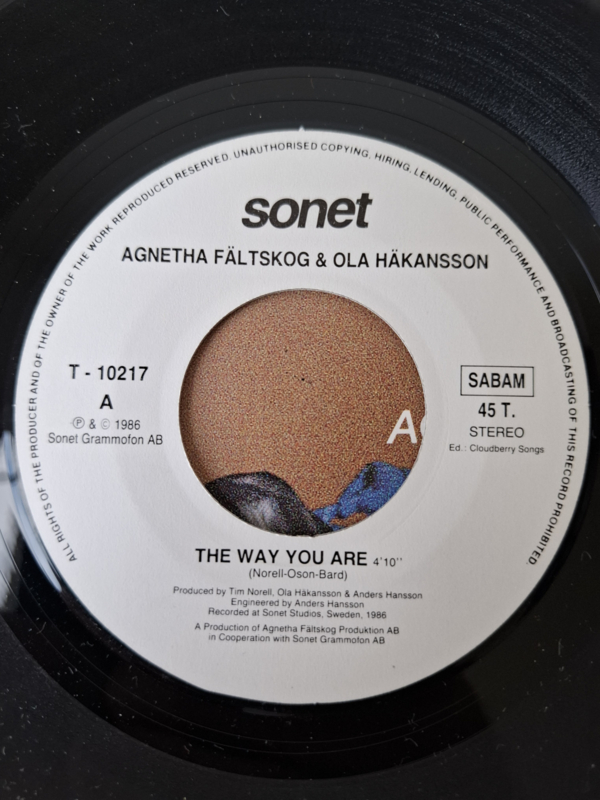 ALL RIGHTS OF THE PRODUCER AND OF THE OWNER OF THE WORK REPRODUCED RESERVED. UNAUTHORISED COPYING, HIRING, LENDING, PUBLIC PERFORMANCE AND BROADCASTING OF THIS RECORD PROHIBITED.
sonet
AGNETHA FÄLTSKOG & OLA HÄKANSSON
T - 10217
A
℗ & © 1986
Sonet Grammofon AB
SABAM
45 T.
STEREO
Ed.: Cloudberry Songs
A
THE WAY YOU ARE 4'10''
(Norell-Oson-Bard)
Produced by Tim Norell, Ola Håkansson & Anders Hansson
Engineered by Anders Hansson
Recorded at Sonet Studios, Sweden, 1986
A Production of Agnetha Fältskog Produktion AB
in Cooperation with Sonet Grammofon AB